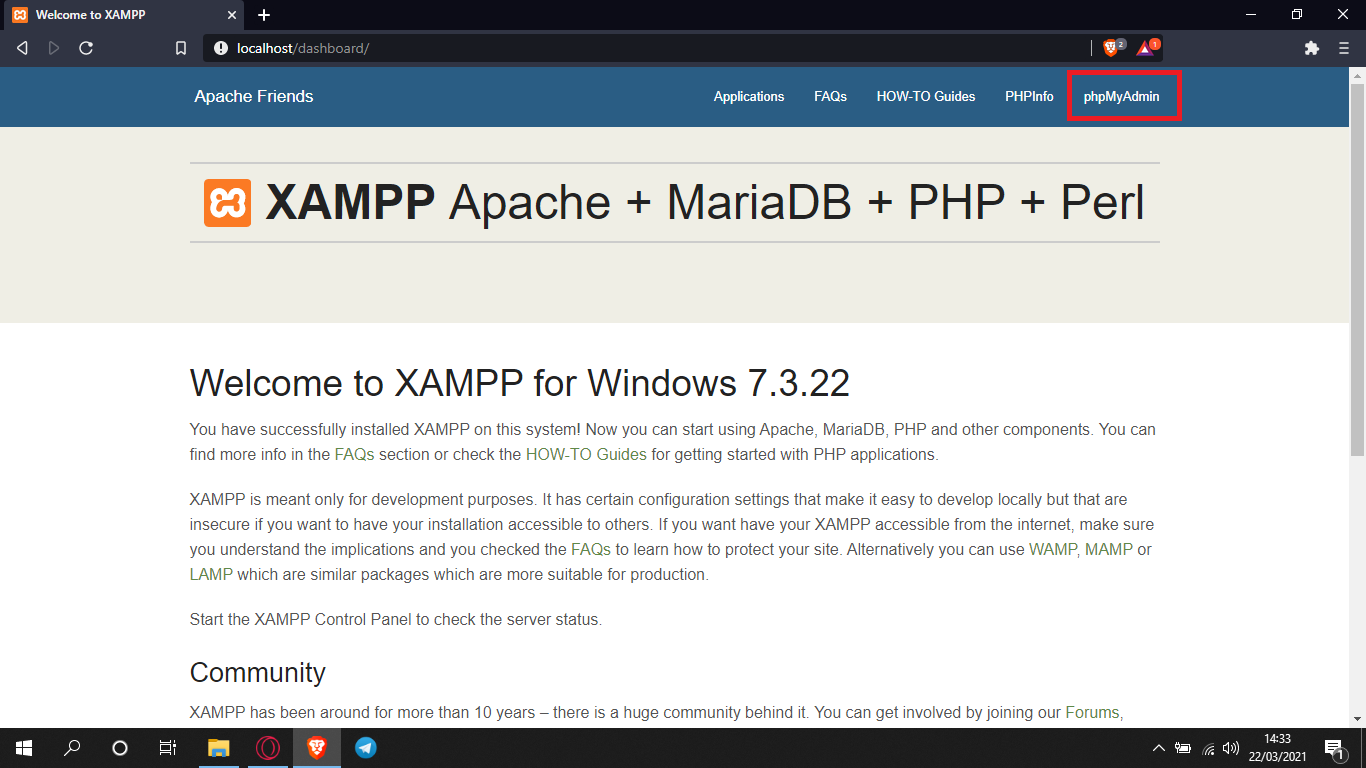 Welcome to XAMPP
localhost/dashboard/
2
1
Apache Friends
Applications
FAQs
HOW-TO Guides
PHPInfo
phpMyAdmin
XAMPP Apache + MariaDB + PHP + Perl
Welcome to XAMPP for Windows 7.3.22
You have successfully installed XAMPP on this system! Now you can start using Apache, MariaDB, PHP and other components. You can
find more info in the FAQs section or check the HOW-TO Guides for getting started with PHP applications.
XAMPP is meant only for development purposes. It has certain configuration settings that make it easy to develop locally but that are
insecure if you want to have your installation accessible to others. If you want have your XAMPP accessible from the internet, make sure
you understand the implications and you checked the FAQs to learn how to protect your site. Alternatively you can use WAMP, MAMP or
LAMP which are similar packages which are more suitable for production.
Start the XAMPP Control Panel to check the server status.
Community
XAMPP has been around for more than 10 years – there is a huge community behind it. You can get involved by joining our Forums,
14:33
22/03/2021
1